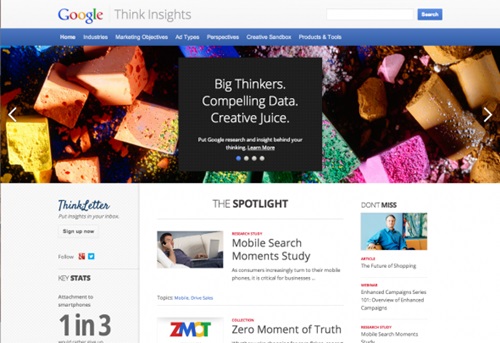 Google Think Insights
Search
Home Industries Marketing Objectives Ad Types Perspectives Creative Sandbox Products & Tools
Big Thinkers.
Compelling Data.
Creative Juice.
Put Google research and insight behind your
thinking. Learn More
ThinkLetter
Put insights in your inbox.
Sign up now
Follow
KEY STATS
Attachment to
smartphones
1 in 3
would rather give up
THE SPOTLIGHT
RESEARCH STUDY
Mobile Search
Moments Study
As consumers increasingly turn to their mobile
phones, it is critical for businesses ...
Topics: Mobile, Drive Sales
COLLECTION
ZMOT
Zero Moment of Truth
DON'T MISS
ARTICLE
The Future of Shopping
WEBINAR
Enhanced Campaigns Series
101: Overview of Enhanced
Campaigns
RESEARCH STUDY
Mobile Search Moments
Study